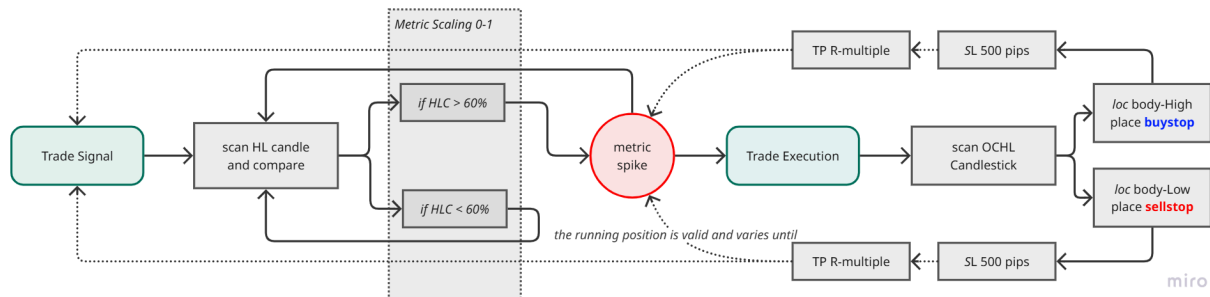 Metric Scaling 0-1
TP R-multiple
SL 500 pips
if HLC > 60%
loc body-High
place buystop
Trade Signal
scan HL candle
and compare
metric
spike
Trade Execution
scan OCHL
Candlestick
if HLC < 60%
loc body-Low
place sellstop
the running position is valid and varies until
TP R-multiple
SL 500 pips
miro